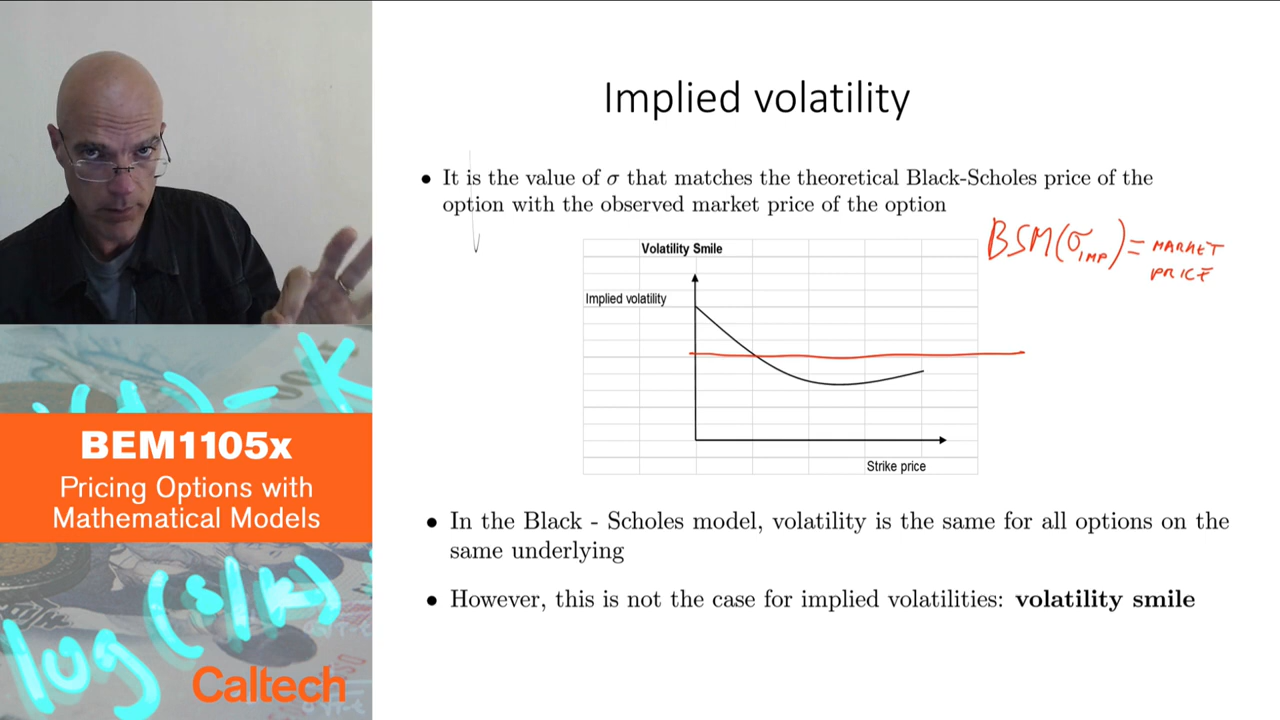 Implied volatility
• It is the value of σ that matches the theoretical Black-Scholes price of the
option with the observed market price of the option
BSM(σIMP) = MARKET
PRICE
Volatility Smile
Implied volatility
Strike price
• In the Black - Scholes model, volatility is the same for all options on the
same underlying
• However, this is not the case for implied volatilities: volatility smile
) - K
BEM1105x
Pricing Options with
Mathematical Models
log(s/k)
Caltech